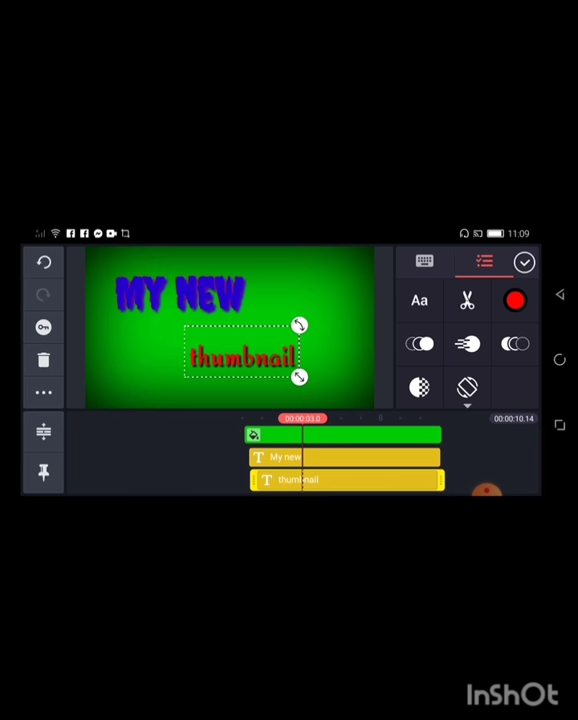 11:09
MY NEW
thumbnail
Aa
00:00:03.0
00:00:10.14
T My new
T thumbnail
InShOt